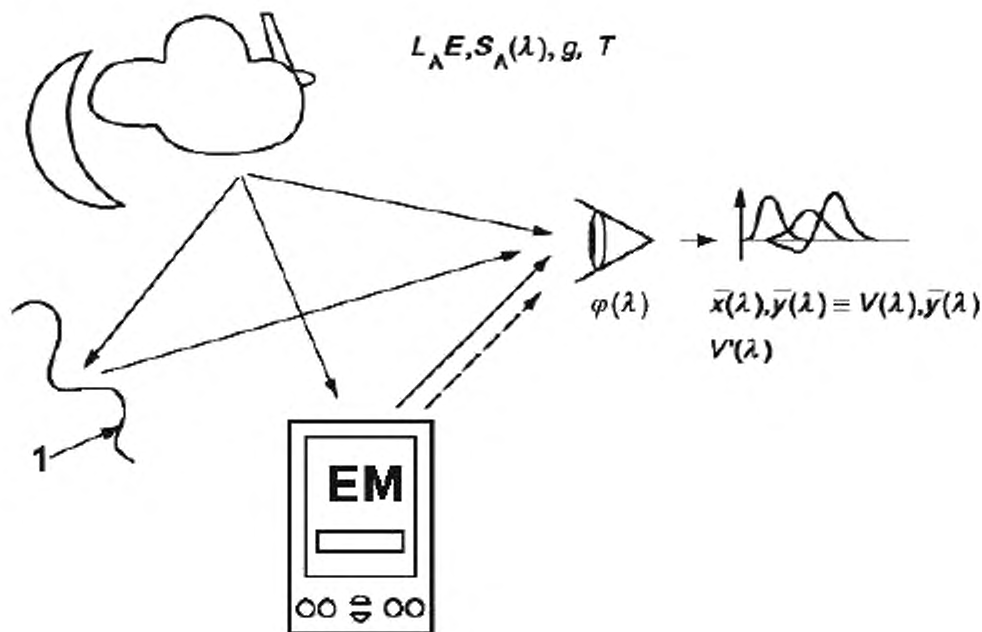 L_A E, S_A(λ), g, T
φ(λ)
x̄(λ),ȳ(λ) ≡ V(λ),ȳ(λ)
V'(λ)
1
EM